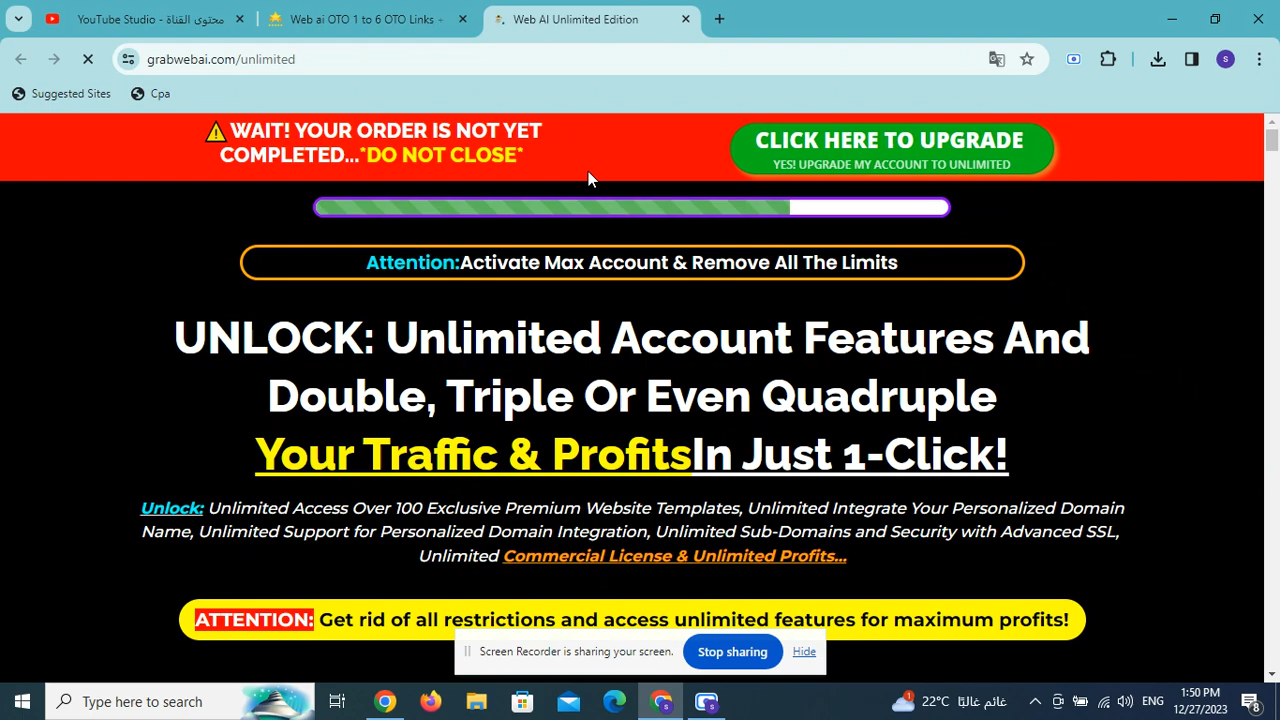 YouTube Studio - محتوى القناة
Web ai OTO 1 to 6 OTO Links
Web AI Unlimited Edition
grabwebai.com/unlimited
Suggested Sites
Cpa
WAIT! YOUR ORDER IS NOT YET
COMPLETED...*DO NOT CLOSE*
CLICK HERE TO UPGRADE
YES! UPGRADE MY ACCOUNT TO UNLIMITED
Attention:Activate Max Account & Remove All The Limits
UNLOCK: Unlimited Account Features And
Double, Triple Or Even Quadruple
Your Traffic & ProfitsIn Just 1-Click!
Unlock: Unlimited Access Over 100 Exclusive Premium Website Templates, Unlimited Integrate Your Personalized Domain
Name, Unlimited Support for Personalized Domain Integration, Unlimited Sub-Domains and Security with Advanced SSL,
Unlimited Commercial License & Unlimited Profits...
ATTENTION: Get rid of all restrictions and access unlimited features for maximum profits!
Screen Recorder is sharing your screen.
Stop sharing
Hide
Type here to search
22°C غائم غالبًا
ENG
1:50 PM
12/27/2023
8